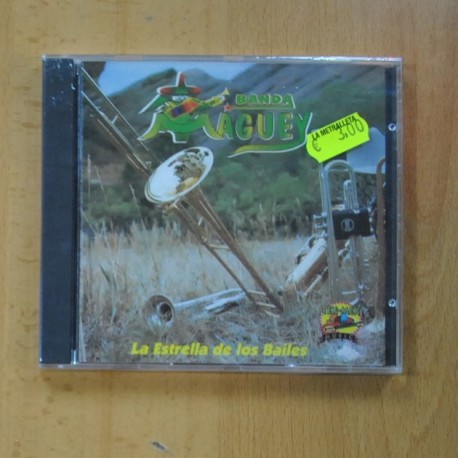 BANDA
MAGUEY
LA METRALLETA
€ 3,00
La Estrella de los Bailes